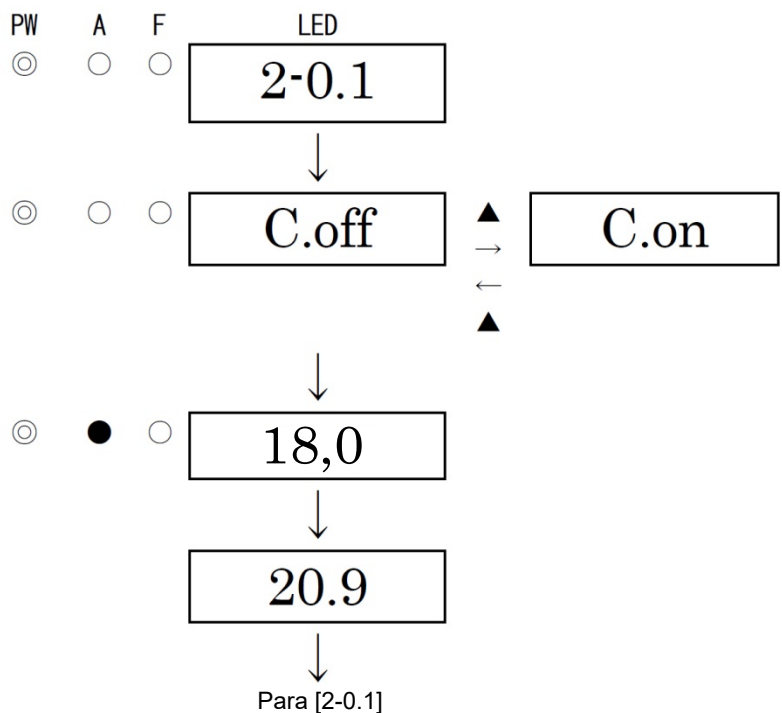 PW A F LED
2-0.1
C.off ▲ → ← ▲ C.on
18,0
20.9
Para [2-0.1]